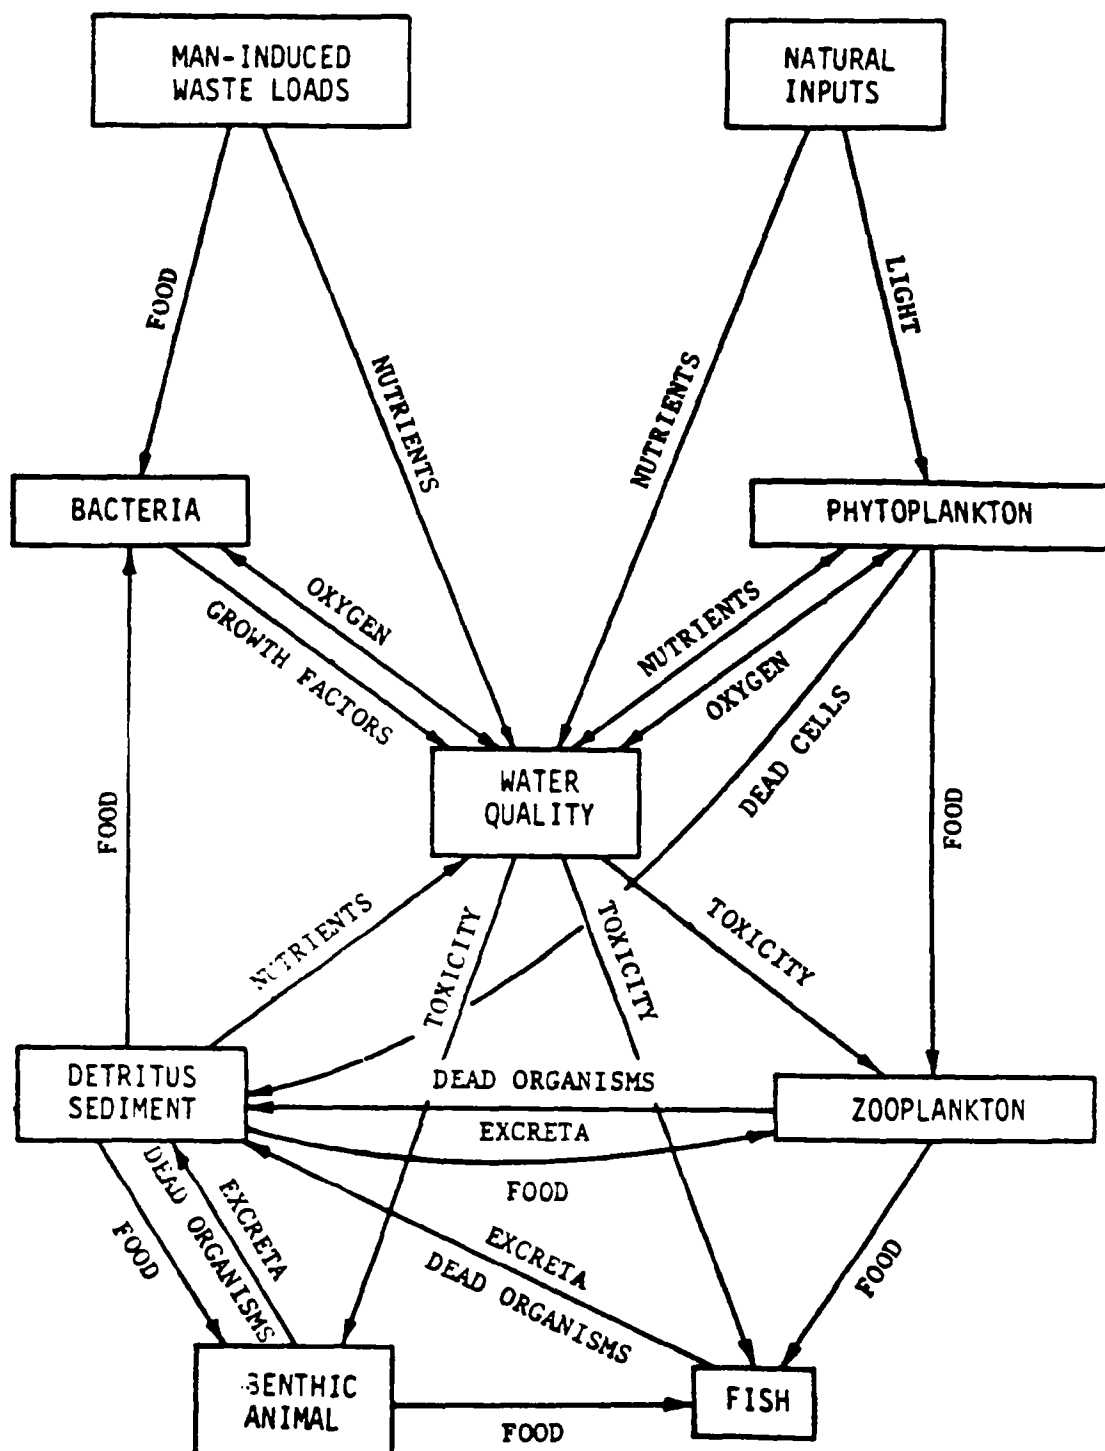 MAN-INDUCED
WASTE LOADS
NATURAL
INPUTS
FOOD
NUTRIENTS
NUTRIENTS
LIGHT
BACTERIA
PHYTOPLANKTON
OXYGEN
GROWTH FACTORS
NUTRIENTS
OXYGEN
DEAD CELLS
WATER
QUALITY
FOOD
FOOD
NUTRIENTS
TOXICITY
TOXICITY
TOXICITY
DETRITUS
SEDIMENT
DEAD ORGANISMS
EXCRETA
ZOOPLANKTON
FOOD
FOOD
DEAD ORGANISMS
EXCRETA
EXCRETA
DEAD ORGANISMS
FOOD
BENTHIC
ANIMAL
FOOD
FISH